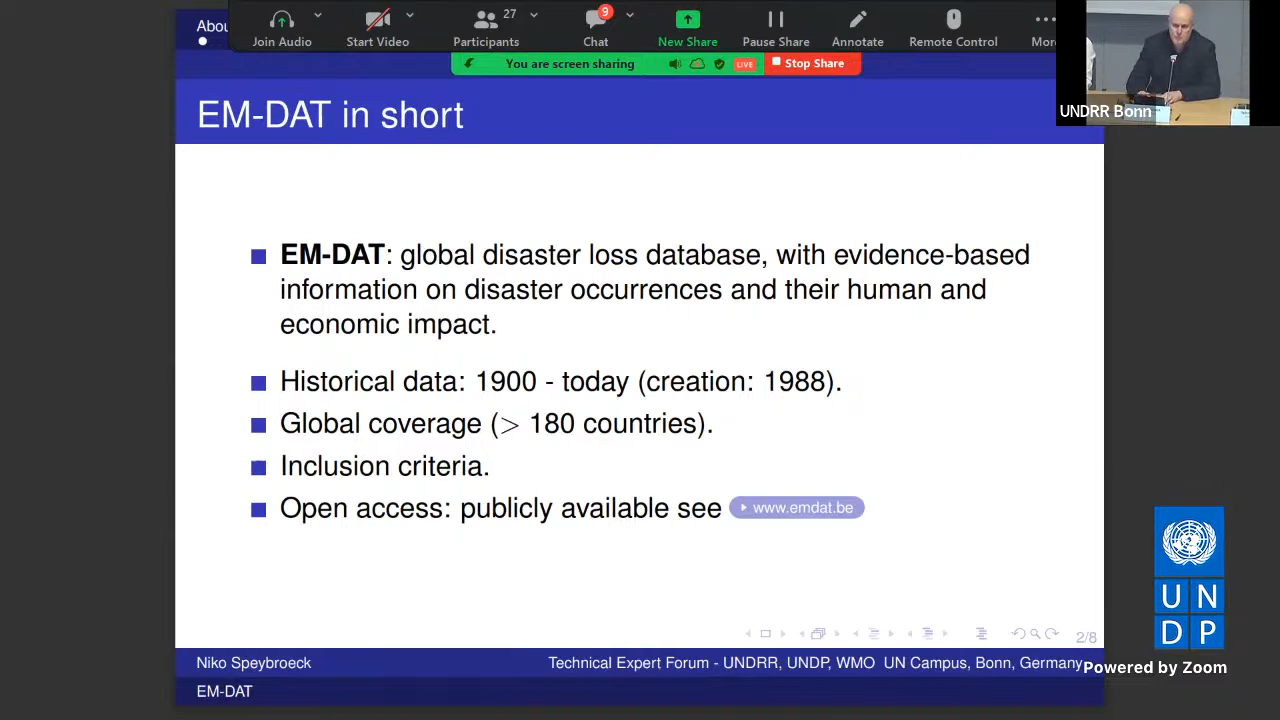 Abou
27
9
Join Audio
Start Video
Participants
Chat
New Share
Pause Share
Annotate
Remote Control
More
You are screen sharing
LIVE
Stop Share
UNDRR Bonn
EM-DAT in short
EM-DAT: global disaster loss database, with evidence-based
information on disaster occurrences and their human and
economic impact.
Historical data: 1900 - today (creation: 1988).
Global coverage (> 180 countries).
Inclusion criteria.
Open access: publicly available see www.emdat.be
2/8
Niko Speybroeck
Technical Expert Forum - UNDRR, UNDP, WMO UN Campus, Bonn, Germany
EM-DAT
U N
D P
Powered by Zoom